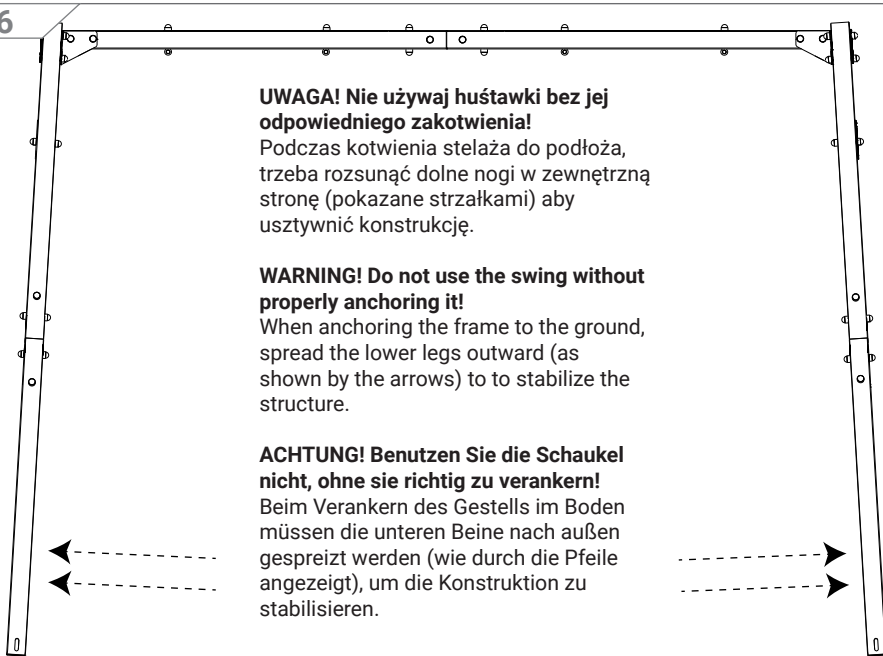 6
UWAGA! Nie używaj huśtawki bez jej
odpowiedniego zakotwienia!
Podczas kotwienia stelaża do podłoża,
trzeba rozsunąć dolne nogi w zewnętrzną
stronę (pokazane strzałkami) aby
usztywnić konstrukcję.
WARNING! Do not use the swing without
properly anchoring it!
When anchoring the frame to the ground,
spread the lower legs outward (as
shown by the arrows) to to stabilize the
structure.
ACHTUNG! Benutzen Sie die Schaukel
nicht, ohne sie richtig zu verankern!
Beim Verankern des Gestells im Boden
müssen die unteren Beine nach außen
gespreizt werden (wie durch die Pfeile
angezeigt), um die Konstruktion zu
stabilisieren.